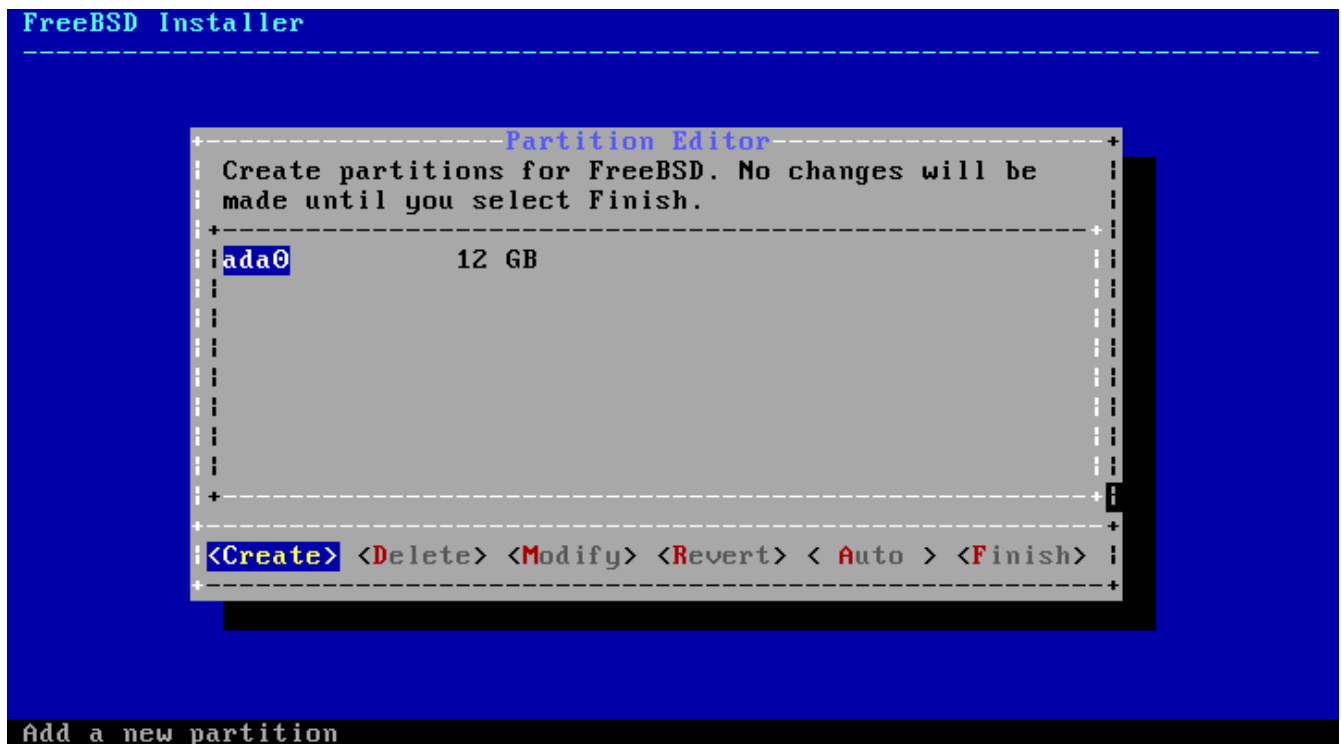 FreeBSD Installer
Partition Editor
Create partitions for FreeBSD. No changes will be
made until you select Finish.
ada0 12 GB
<Create> <Delete> <Modify> <Revert> < Auto > <Finish>
Add a new partition